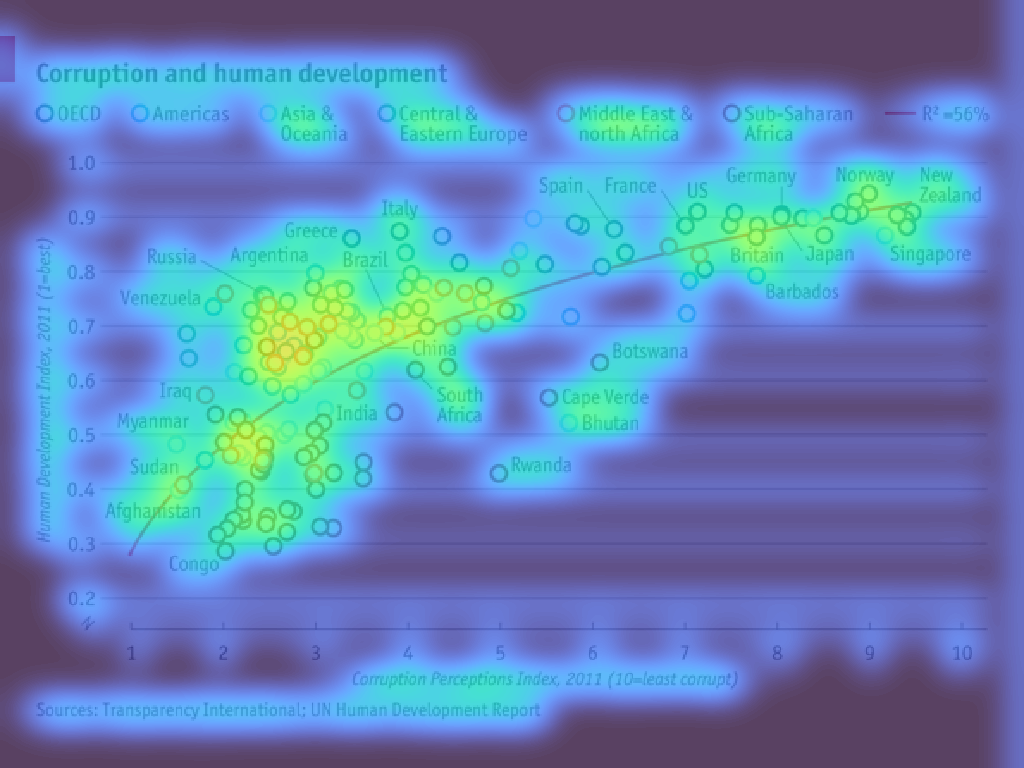 Corruption and human development
OECD Americas Asia & Central & Middle East & Sub-Saharan R² =56%
Oceania Eastern Europe north Africa Africa
1.0
Spain France US Germany Norway New
Zealand
0.9
Italy
Greece
Britain Japan Singapore
Russia Argentina Brazil
0.8
Venezuela
Barbados
0.7
China
Botswana
0.6
Iraq
South
Africa
Cape Verde
Myanmar
India
Bhutan
0.5
Sudan
Rwanda
0.4
Afghanistan
0.3
Congo
0.2
Human Development Index, 2011 (1=best)
1 2 3 4 5 6 7 8 9 10
Corruption Perceptions Index, 2011 (10=least corrupt)
Sources: Transparency International; UN Human Development Report